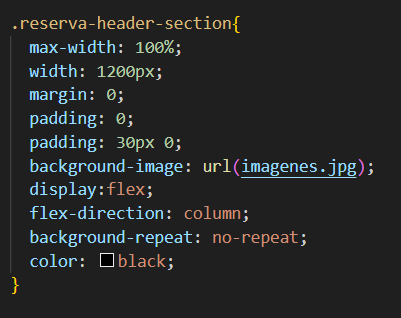 .reserva-header-section{
max-width: 100%;
width: 1200px;
margin: 0;
padding: 0;
padding: 30px 0;
background-image: url(imagenes.jpg);
display:flex;
flex-direction: column;
background-repeat: no-repeat;
color: black;
}